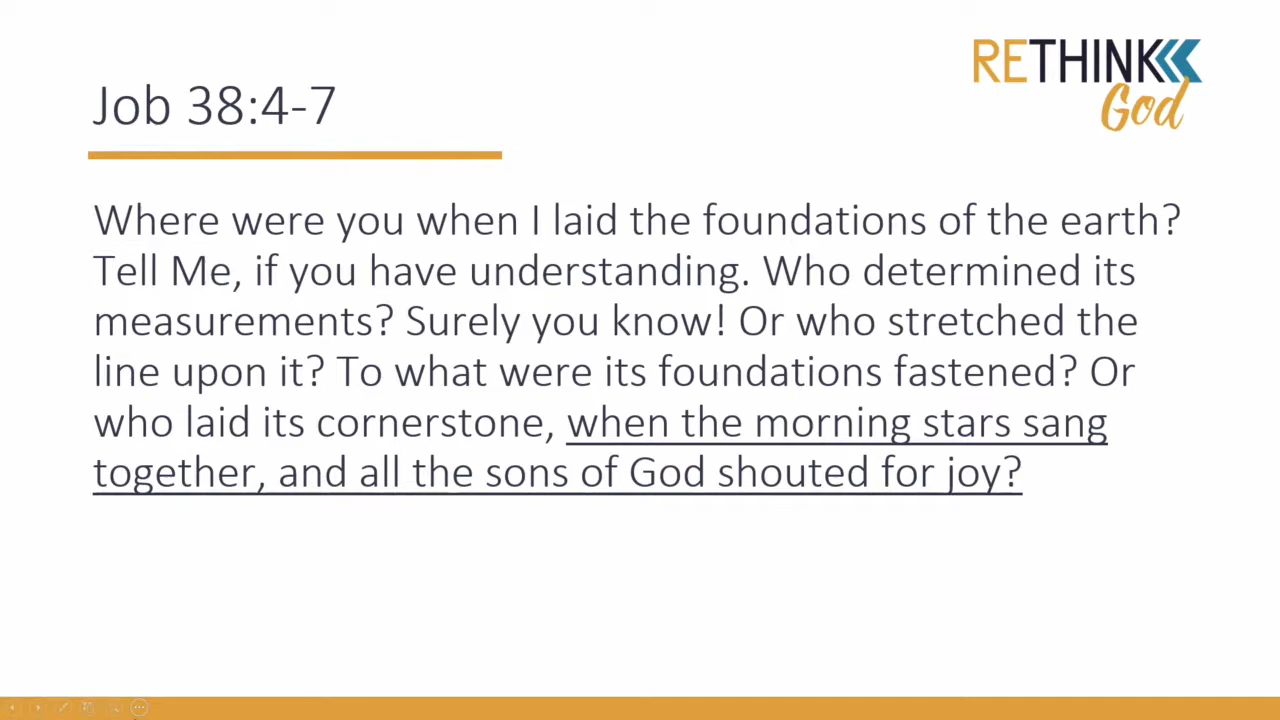 RETHINK
God
Job 38:4-7
Where were you when I laid the foundations of the earth?
Tell Me, if you have understanding. Who determined its
measurements? Surely you know! Or who stretched the
line upon it? To what were its foundations fastened? Or
who laid its cornerstone, when the morning stars sang
together, and all the sons of God shouted for joy?